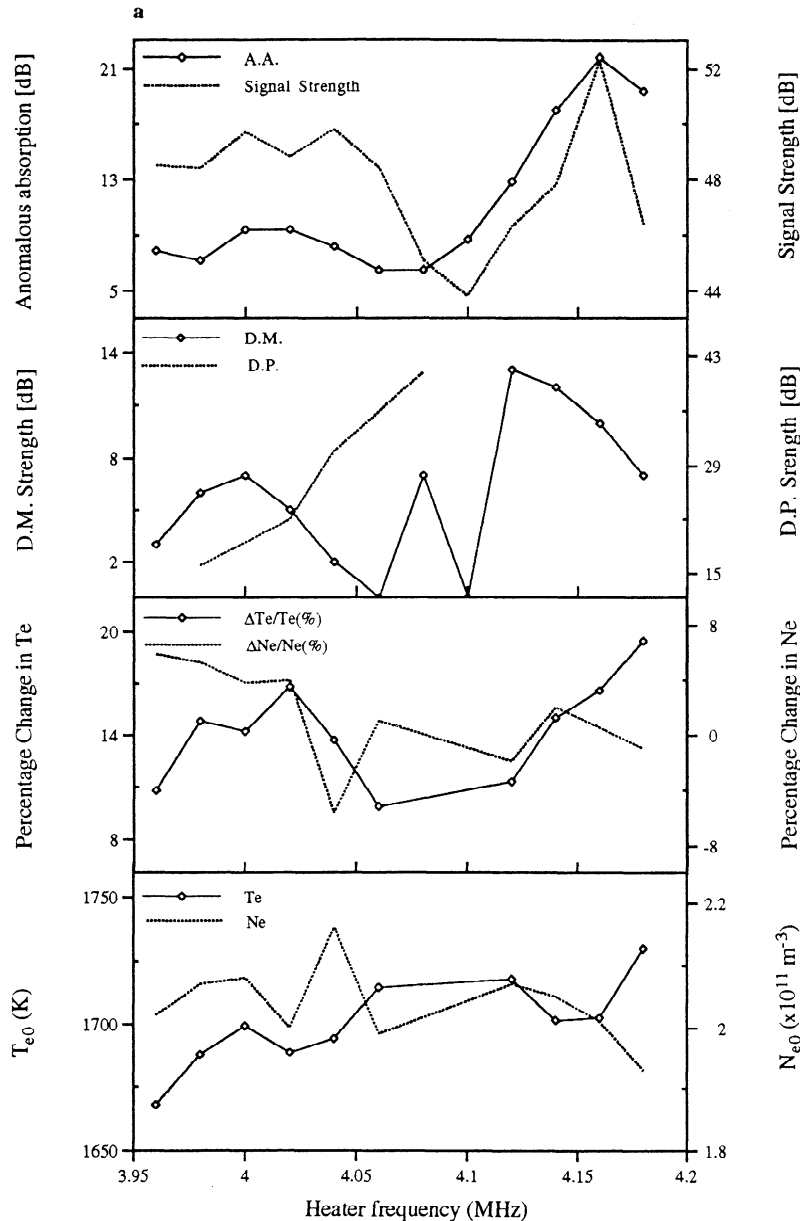 a
A.A.
Signal Strength
21
13
5
52
48
44
Anomalous absorption [dB]
Signal Strength [dB]
D.M.
D.P.
14
8
2
43
29
15
D.M. Strength [dB]
D.P. Srength [dB]
ΔTe/Te(%)
ΔNe/Ne(%)
20
14
8
8
0
-8
Percentage Change in Te
Percentage Change in Ne
Te
Ne
1750
1700
1650
2.2
2
1.8
Te0 (K)
Ne0 (x10¹¹ m⁻³)
3.95 4 4.05 4.1 4.15 4.2
Heater frequency (MHz)